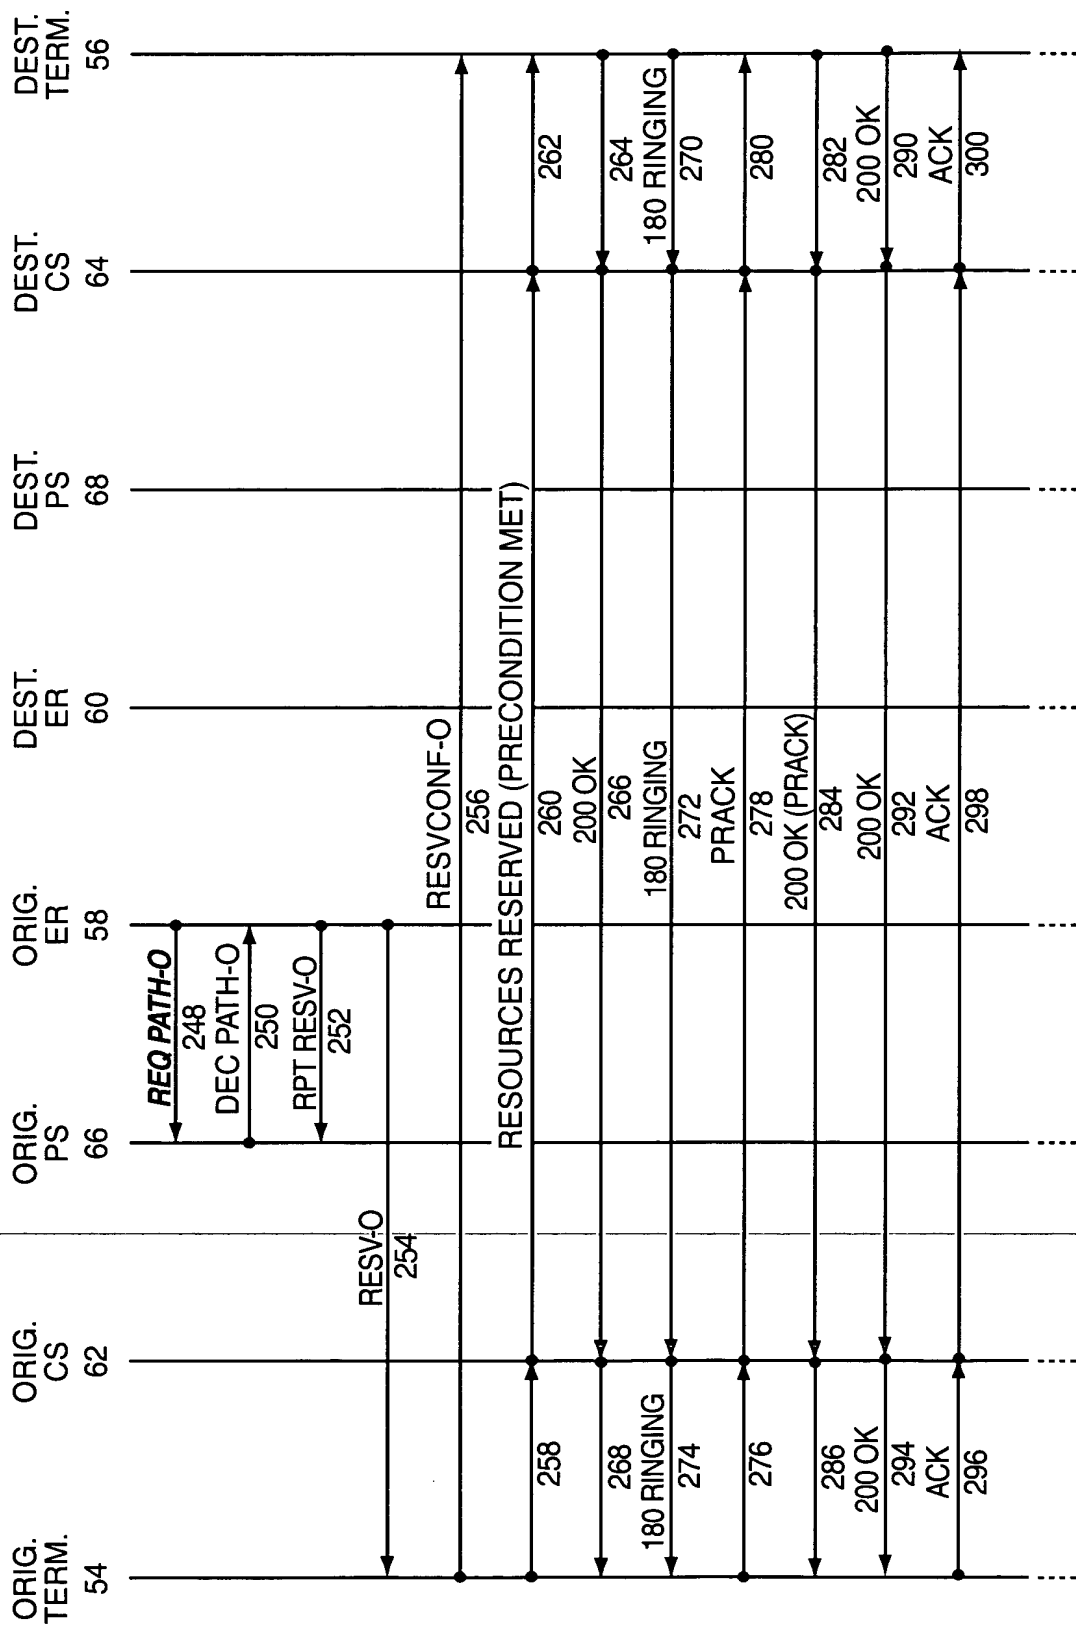 ORIG.
TERM.
54
ORIG.
CS
62
ORIG.
PS
66
ORIG.
ER
58
DEST.
ER
60
DEST.
PS
68
DEST.
CS
64
DEST.
TERM.
56
REQ PATH-O
248
DEC PATH-O
250
RPT RESV-O
252
RESV-O
254
RESVCONF-O
256
RESOURCES RESERVED (PRECONDITION MET)
258
260
262
200 OK
264
266
268
180 RINGING
270
180 RINGING
272
180 RINGING
274
PRACK
276
278
280
200 OK (PRACK)
282
284
286
200 OK
290
200 OK
292
200 OK
294
ACK
296
ACK
298
ACK
300